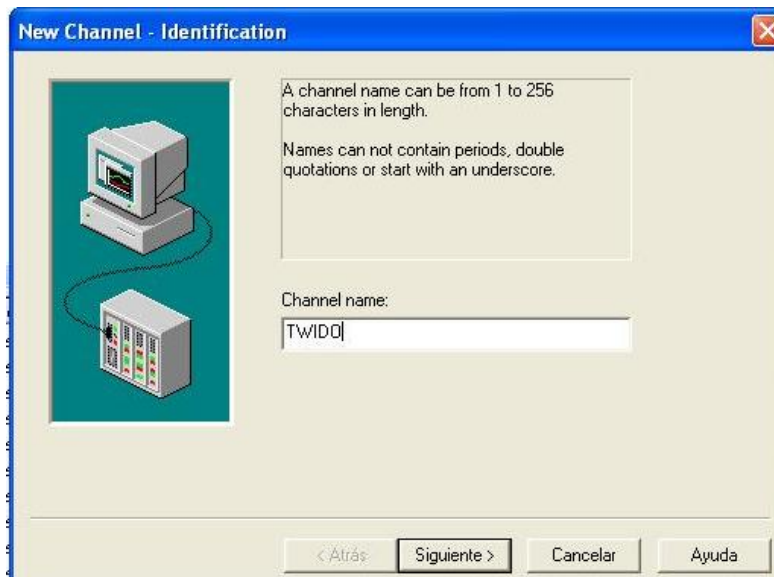 New Channel - Identification
A channel name can be from 1 to 256
characters in length.
Names can not contain periods, double
quotations or start with an underscore.
Channel name:
TWIDO
< Atrás
Siguiente >
Cancelar
Ayuda